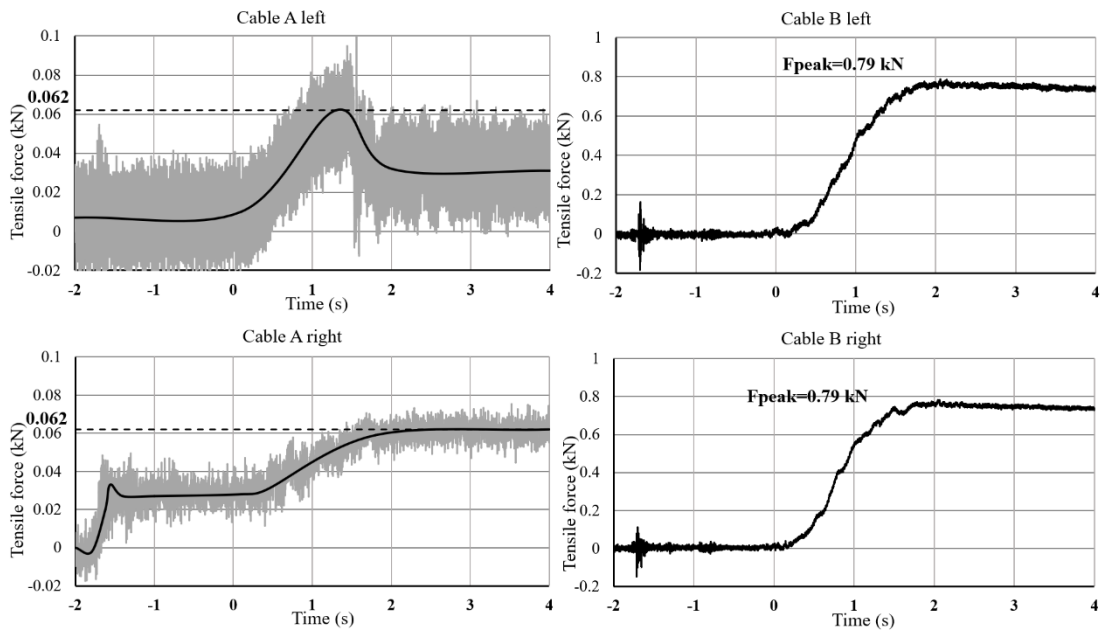 Cable A left
Tensile force (kN)
0.1
0.08
0.062
0.06
0.04
0.02
0
-0.02
-2 -1 0 1 2 3 4
Time (s)
Cable B left
Fpeak=0.79 kN
Tensile force (kN)
1
0.8
0.6
0.4
0.2
0
-0.2
-2 -1 0 1 2 3 4
Time (s)
Cable A right
Tensile force (kN)
0.1
0.08
0.062
0.06
0.04
0.02
0
-0.02
-2 -1 0 1 2 3 4
Time (s)
Cable B right
Fpeak=0.79 kN
Tensile force (kN)
1
0.8
0.6
0.4
0.2
0
-0.2
-2 -1 0 1 2 3 4
Time (s)